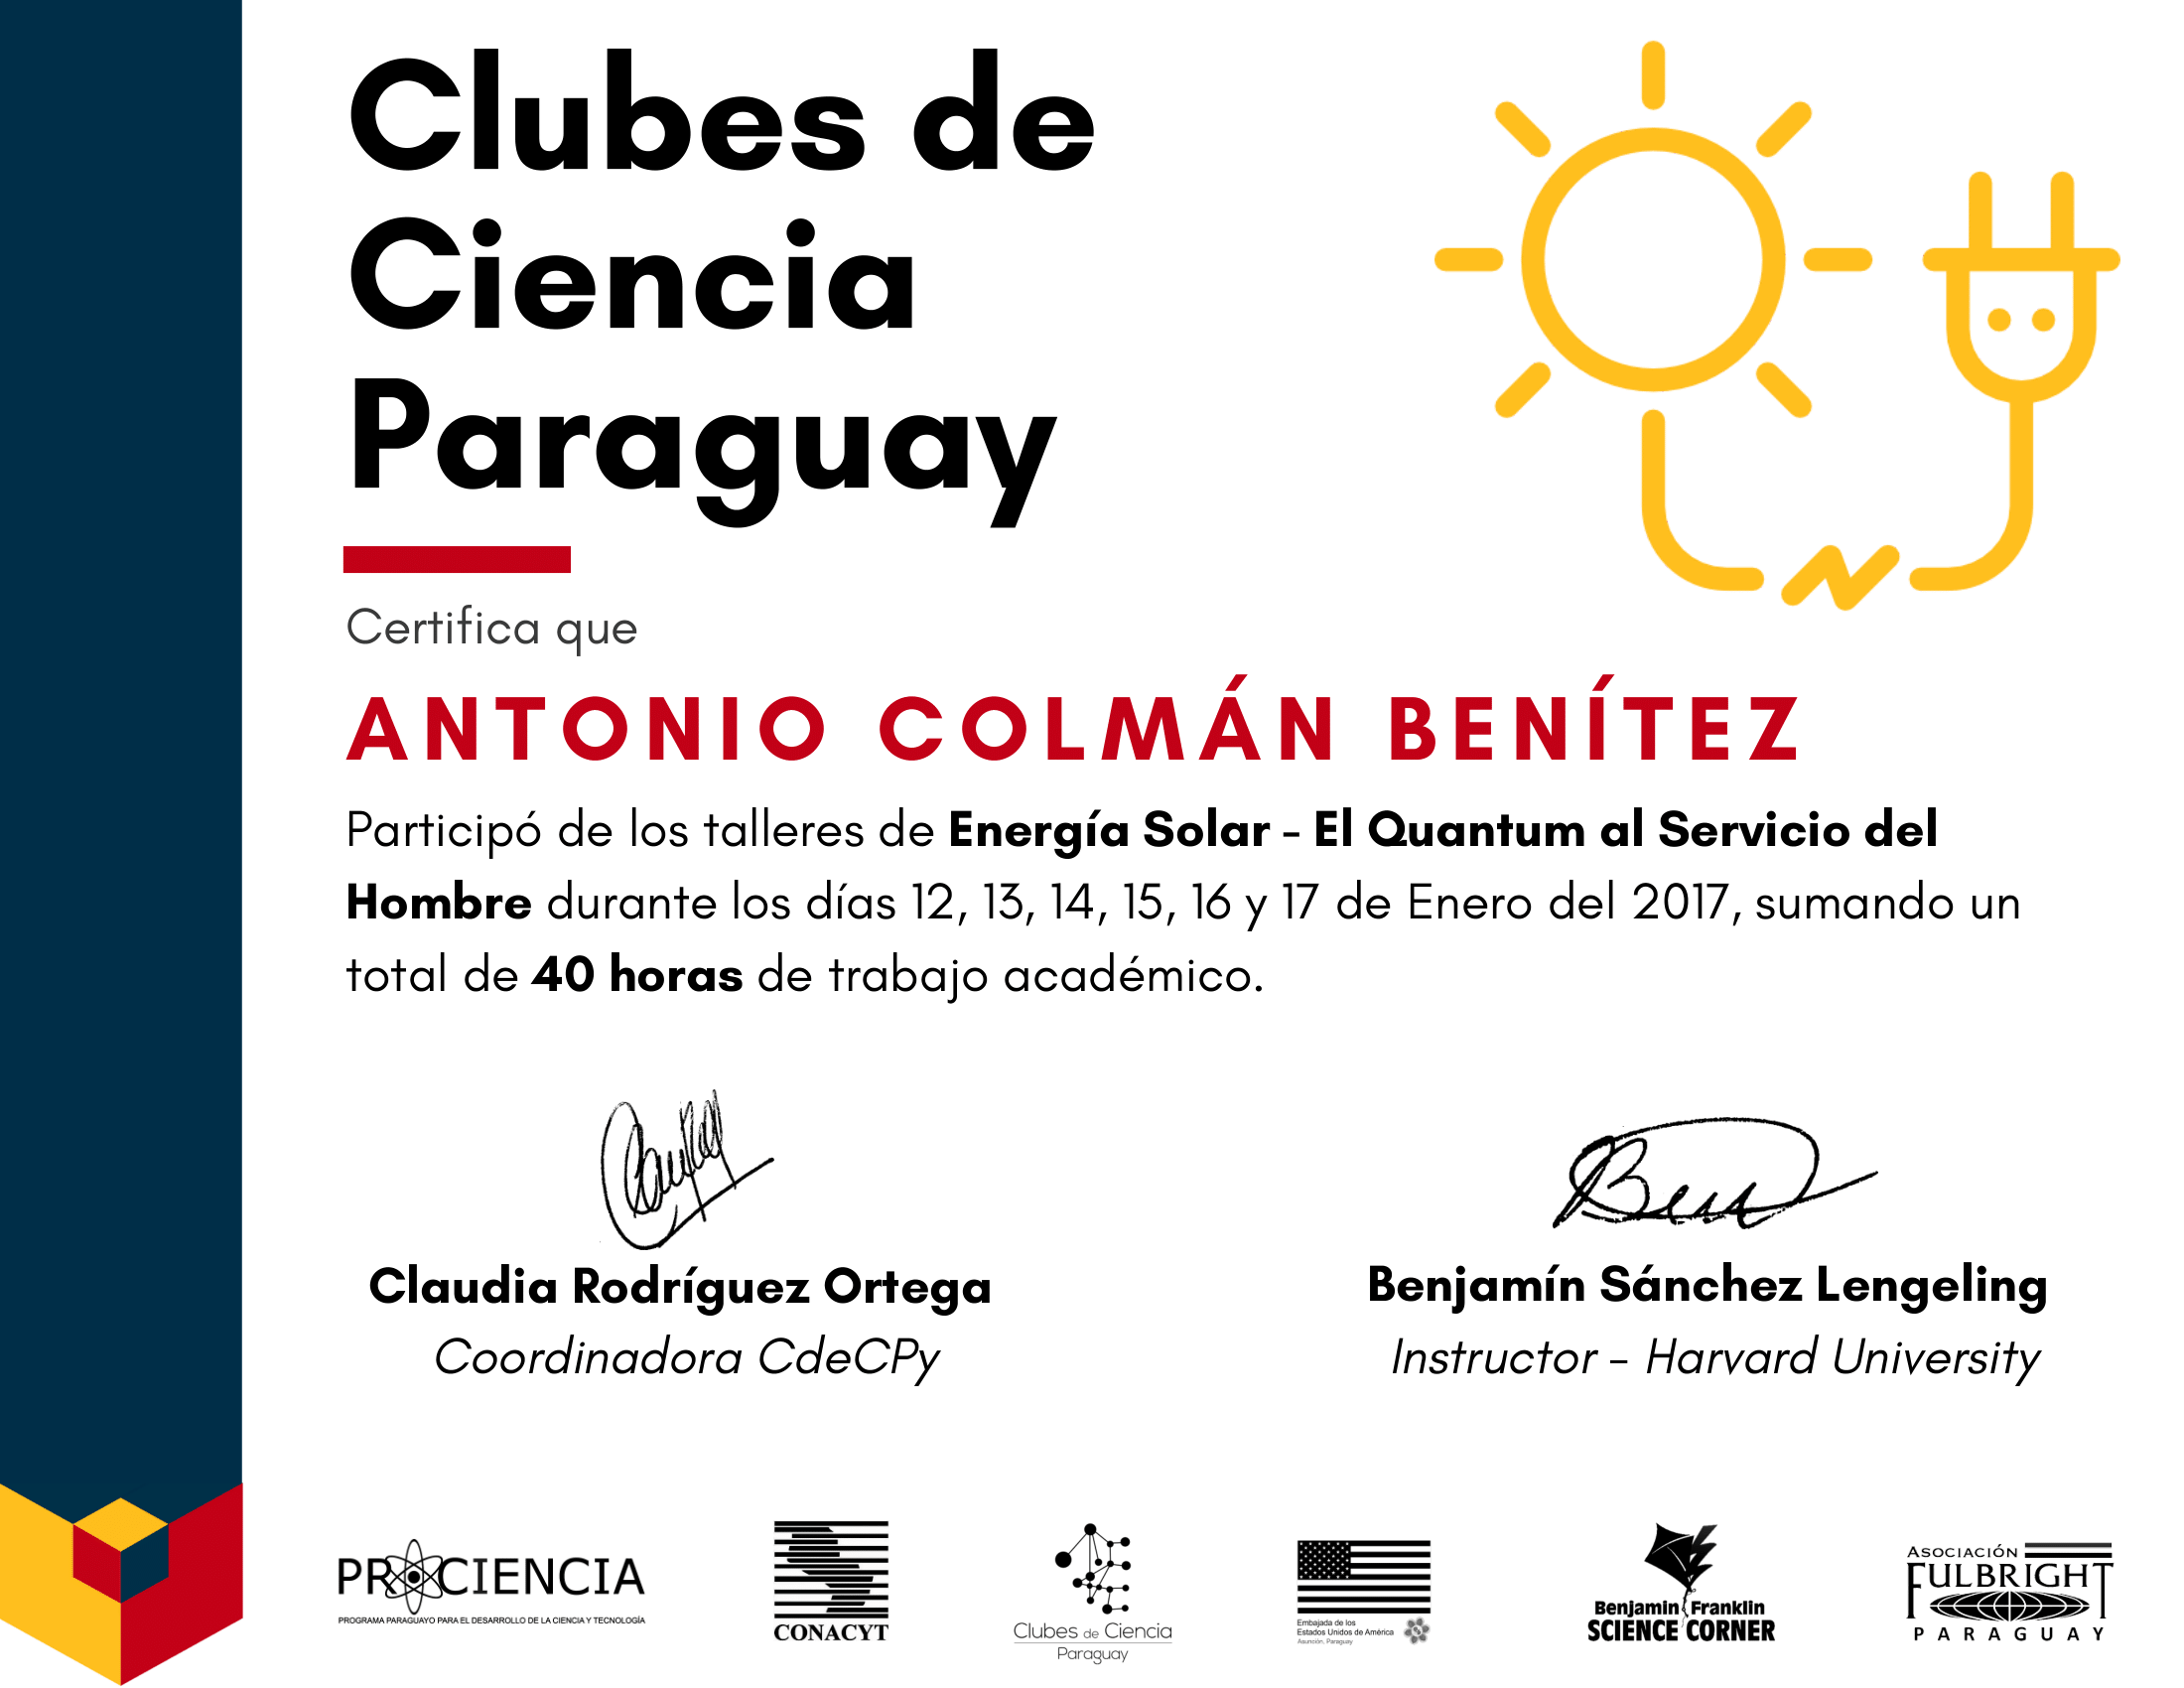 Clubes de
Ciencia
Paraguay
Certifica que
ANTONIO COLMÁN BENÍTEZ
Participó de los talleres de Energía Solar - El Quantum al Servicio del
Hombre durante los días 12, 13, 14, 15, 16 y 17 de Enero del 2017, sumando un
total de 40 horas de trabajo académico.
Claudia Rodríguez Ortega
Coordinadora CdeCPy
Benjamín Sánchez Lengeling
Instructor - Harvard University
PROCIENCIA
PROGRAMA PARAGUAYO PARA EL DESARROLLO DE LA CIENCIA Y TECNOLOGÍA
CONACYT
Clubes de Ciencia
Paraguay
Embajada de los
Estados Unidos de América
Asunción, Paraguay
Benjamin Franklin
SCIENCE CORNER
ASOCIACIÓN
FULBRIGHT
PARAGUAY